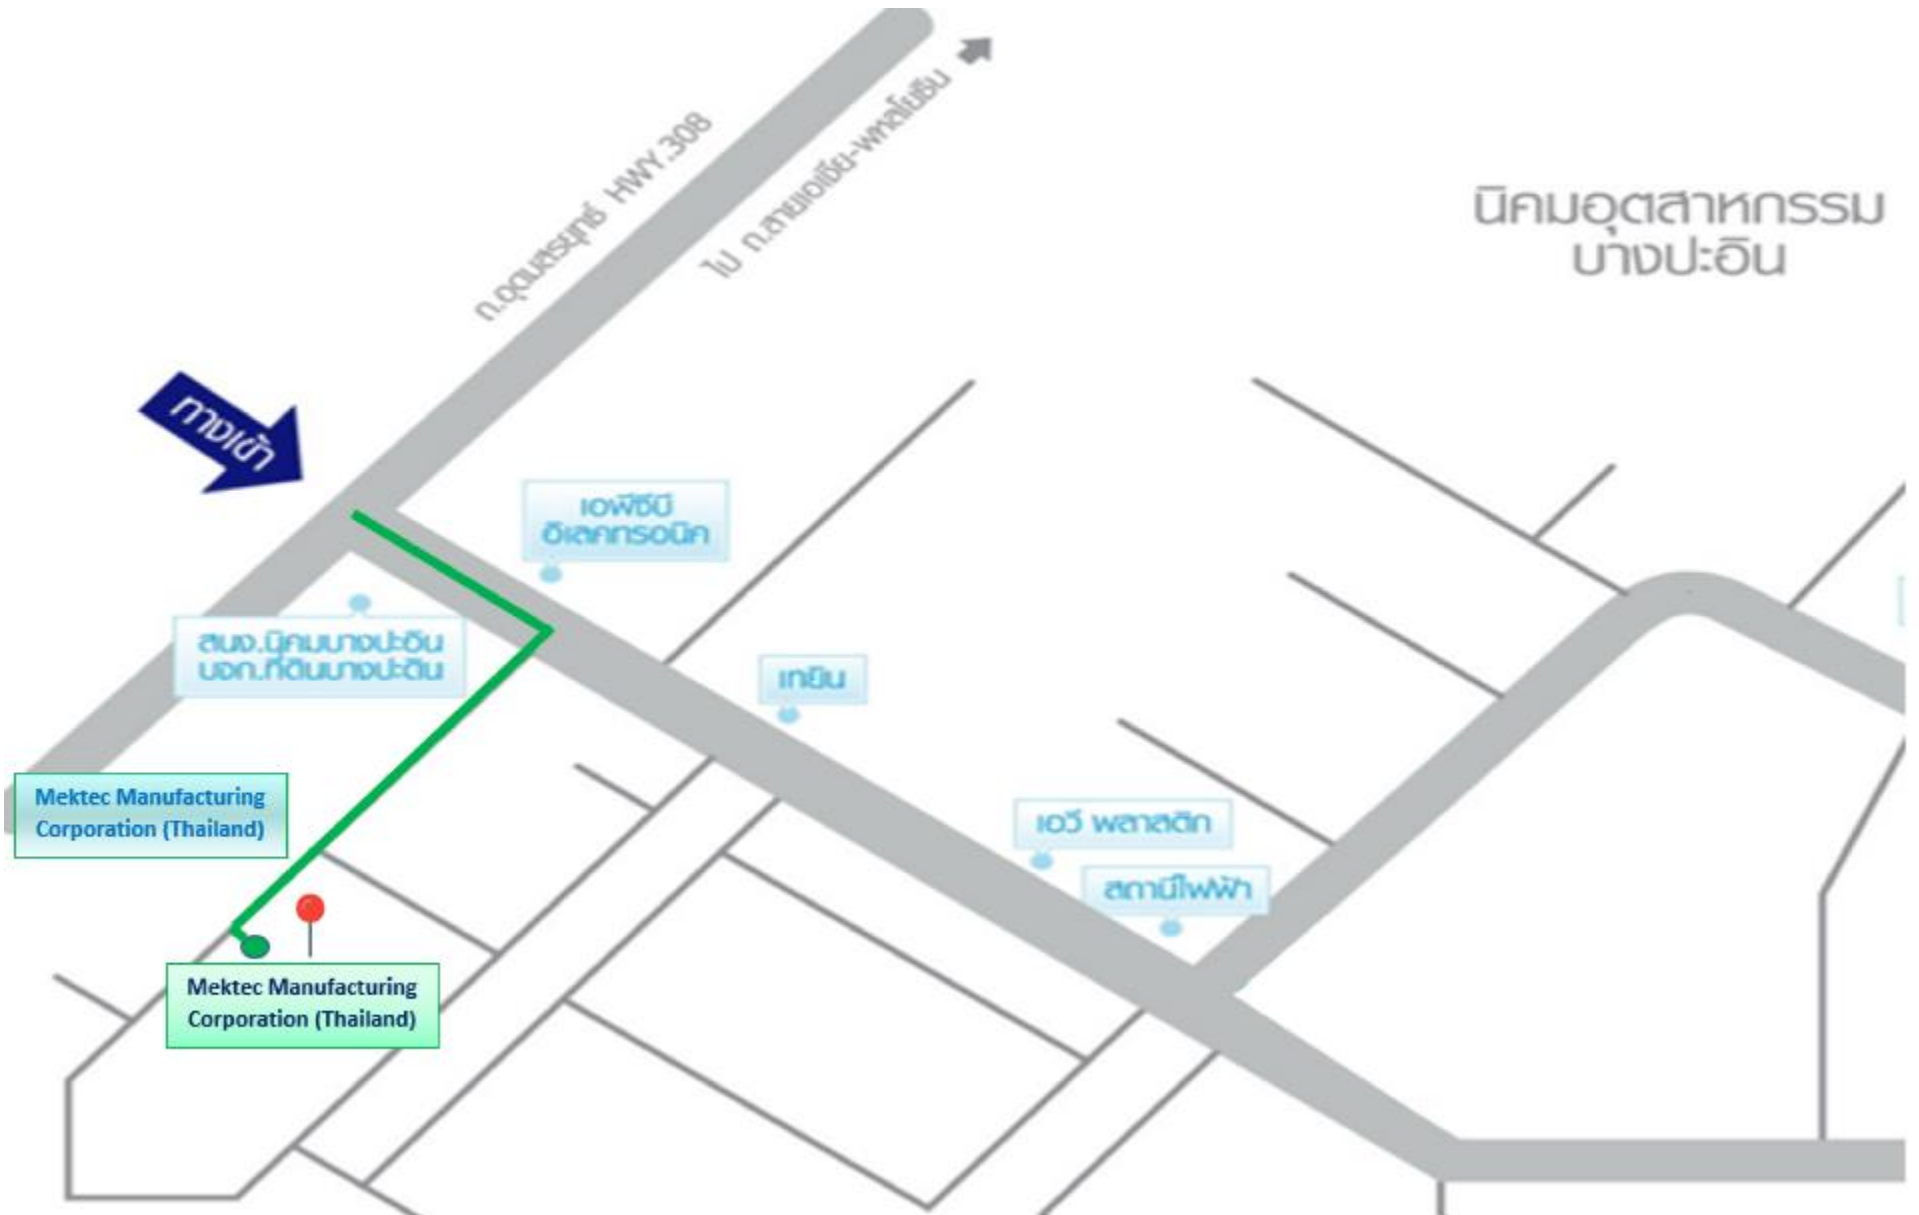 ถ.อุดมสรยุทธ์ HWY.308
ไป ถ.สายเอเชีย-พหลโยธิน
นิคมอุตสาหกรรม
บางปะอิน
ทางเข้า
เอฟซีบี
อิเลคทรอนิค
สนง.นิคมบางปะอิน
บจก.ที่ดินบางปะอิน
เทยิน
Mektec Manufacturing
Corporation (Thailand)
เอวี พลาสติก
สถานีไฟฟ้า
Mektec Manufacturing
Corporation (Thailand)